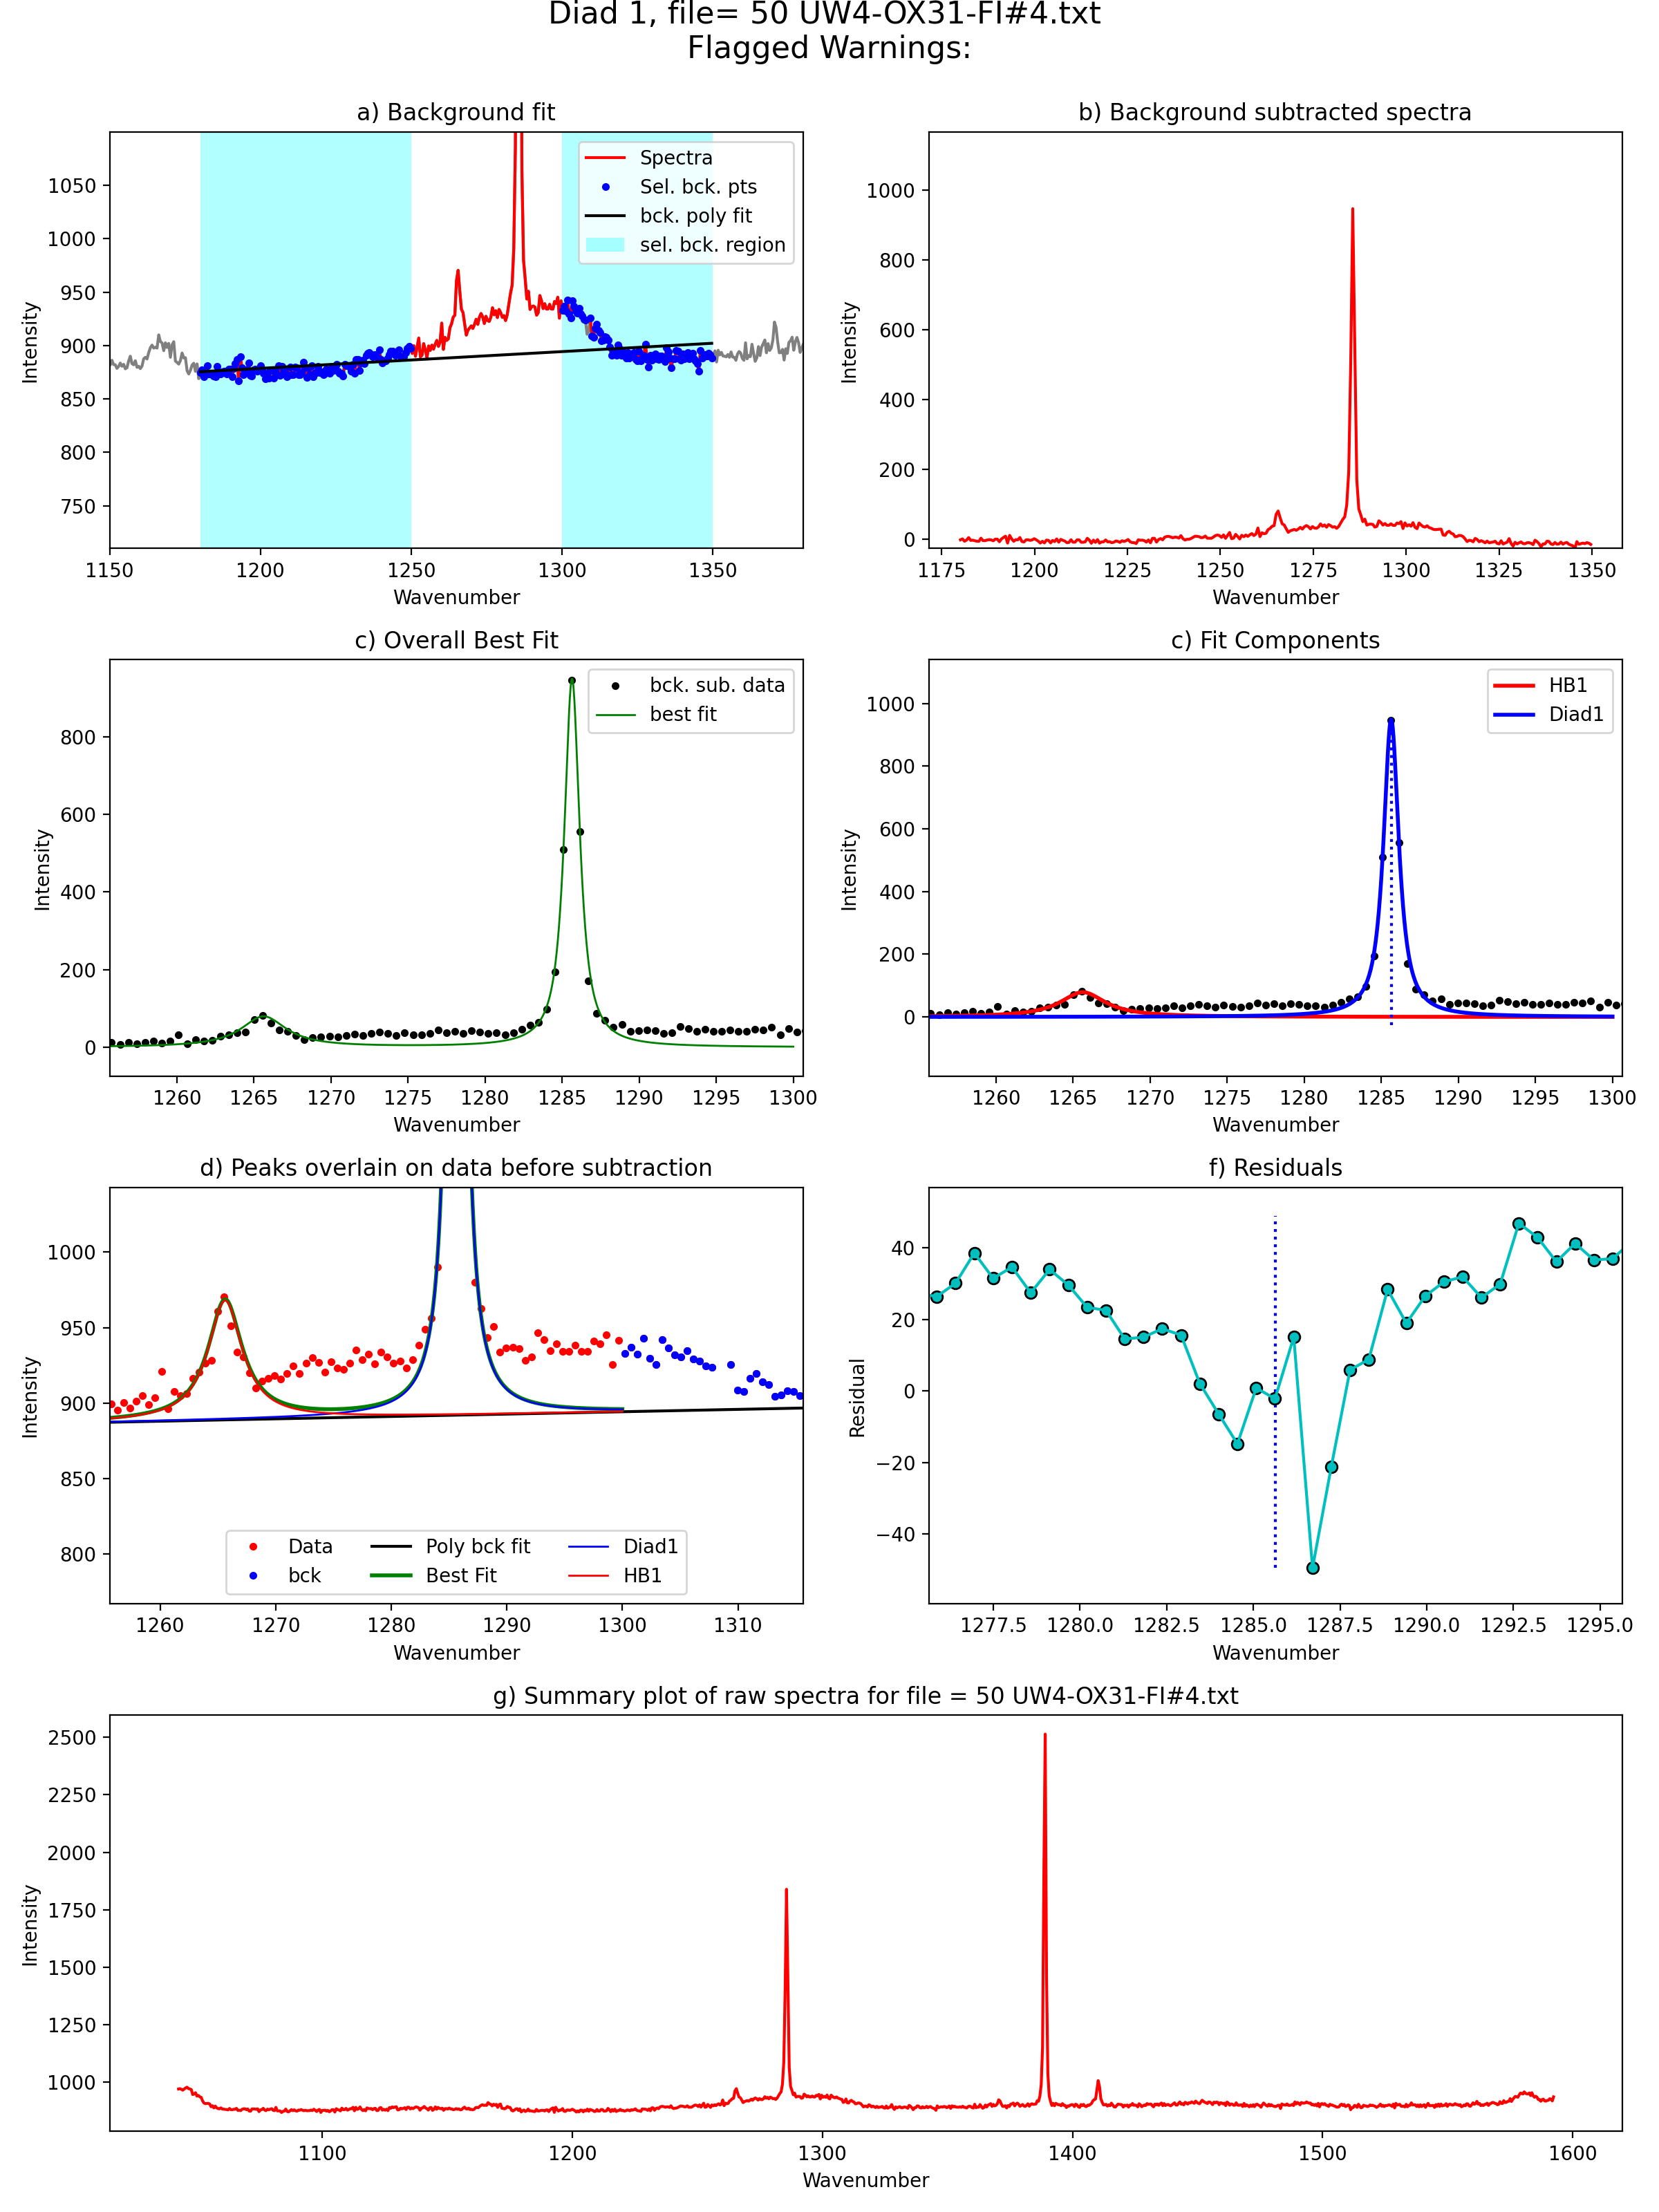 Diad 1, file= 50 UW4-OX31-FI#4.txt
Flagged Warnings:
a) Background fit
Intensity
1050
1000
950
900
850
800
750
1150 1200 1250 1300 1350
Wavenumber
Spectra
Sel. bck. pts
bck. poly fit
sel. bck. region
b) Background subtracted spectra
Intensity
1000
800
600
400
200
0
1175 1200 1225 1250 1275 1300 1325 1350
Wavenumber
c) Overall Best Fit
Intensity
800
600
400
200
0
1260 1265 1270 1275 1280 1285 1290 1295 1300
Wavenumber
bck. sub. data
best fit
c) Fit Components
Intensity
1000
800
600
400
200
0
1260 1265 1270 1275 1280 1285 1290 1295 1300
Wavenumber
HB1
Diad1
d) Peaks overlain on data before subtraction
Intensity
1000
950
900
850
800
1260 1270 1280 1290 1300 1310
Wavenumber
Data
bck
Poly bck fit
Best Fit
Diad1
HB1
f) Residuals
Residual
40
20
0
−20
−40
1277.5 1280.0 1282.5 1285.0 1287.5 1290.0 1292.5 1295.0
Wavenumber
g) Summary plot of raw spectra for file = 50 UW4-OX31-FI#4.txt
Intensity
2500
2250
2000
1750
1500
1250
1000
1100 1200 1300 1400 1500 1600
Wavenumber